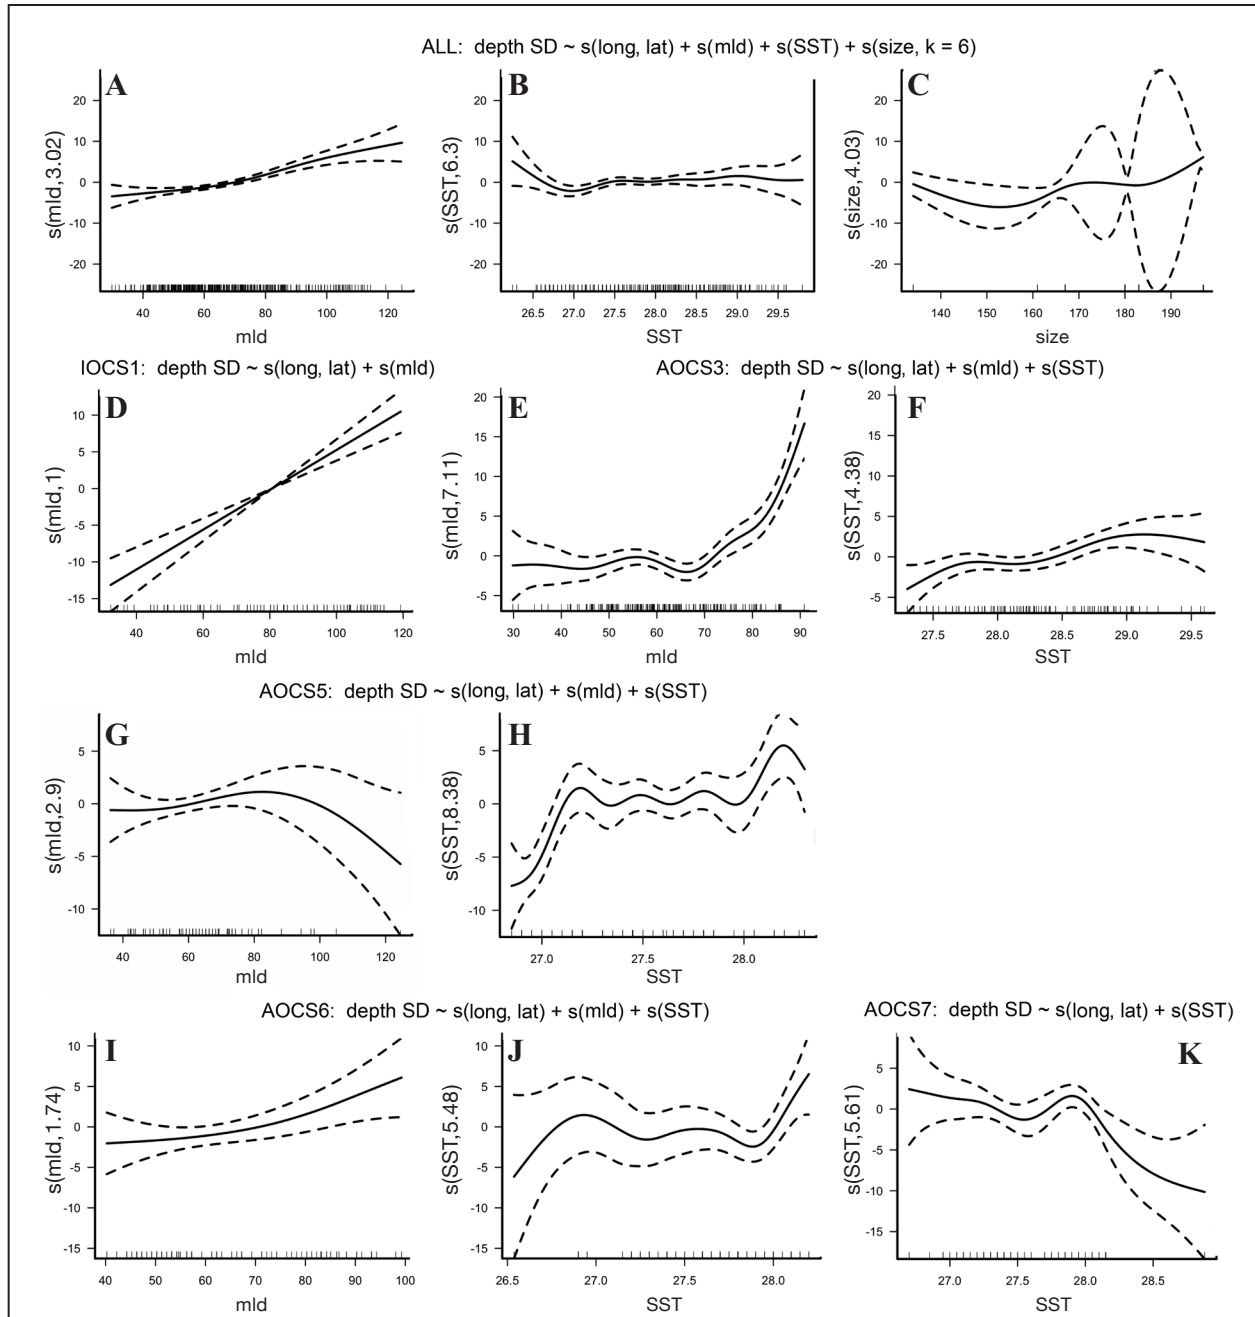 ALL: depth SD ~ s(long, lat) + s(mld) + s(SST) + s(size, k = 6)
A
s(mld,3.02)
20
10
0
-10
-20
40 60 80 100 120
mld
B
s(SST,6.3)
20
10
0
-10
-20
26.5 27.0 27.5 28.0 28.5 29.0 29.5
SST
C
s(size,4.03)
20
10
0
-10
-20
140 150 160 170 180 190
size
IOCS1: depth SD ~ s(long, lat) + s(mld)
D
s(mld,1)
10
5
0
-5
-10
-15
40 60 80 100 120
mld
AOCS3: depth SD ~ s(long, lat) + s(mld) + s(SST)
E
s(mld,7.11)
20
15
10
5
0
-5
30 40 50 60 70 80 90
mld
F
s(SST,4.38)
20
15
10
5
0
-5
27.5 28.0 28.5 29.0 29.5
SST
AOCS5: depth SD ~ s(long, lat) + s(mld) + s(SST)
G
s(mld,2.9)
5
0
-5
-10
40 60 80 100 120
mld
H
s(SST,8.38)
5
0
-5
-10
27.0 27.5 28.0
SST
AOCS6: depth SD ~ s(long, lat) + s(mld) + s(SST)
I
s(mld,1.74)
10
5
0
-5
-10
-15
40 50 60 70 80 90 100
mld
J
s(SST,5.48)
10
5
0
-5
-10
-15
26.5 27.0 27.5 28.0
SST
AOCS7: depth SD ~ s(long, lat) + s(SST)
K
s(SST,5.61)
5
0
-5
-10
-15
27.0 27.5 28.0 28.5
SST